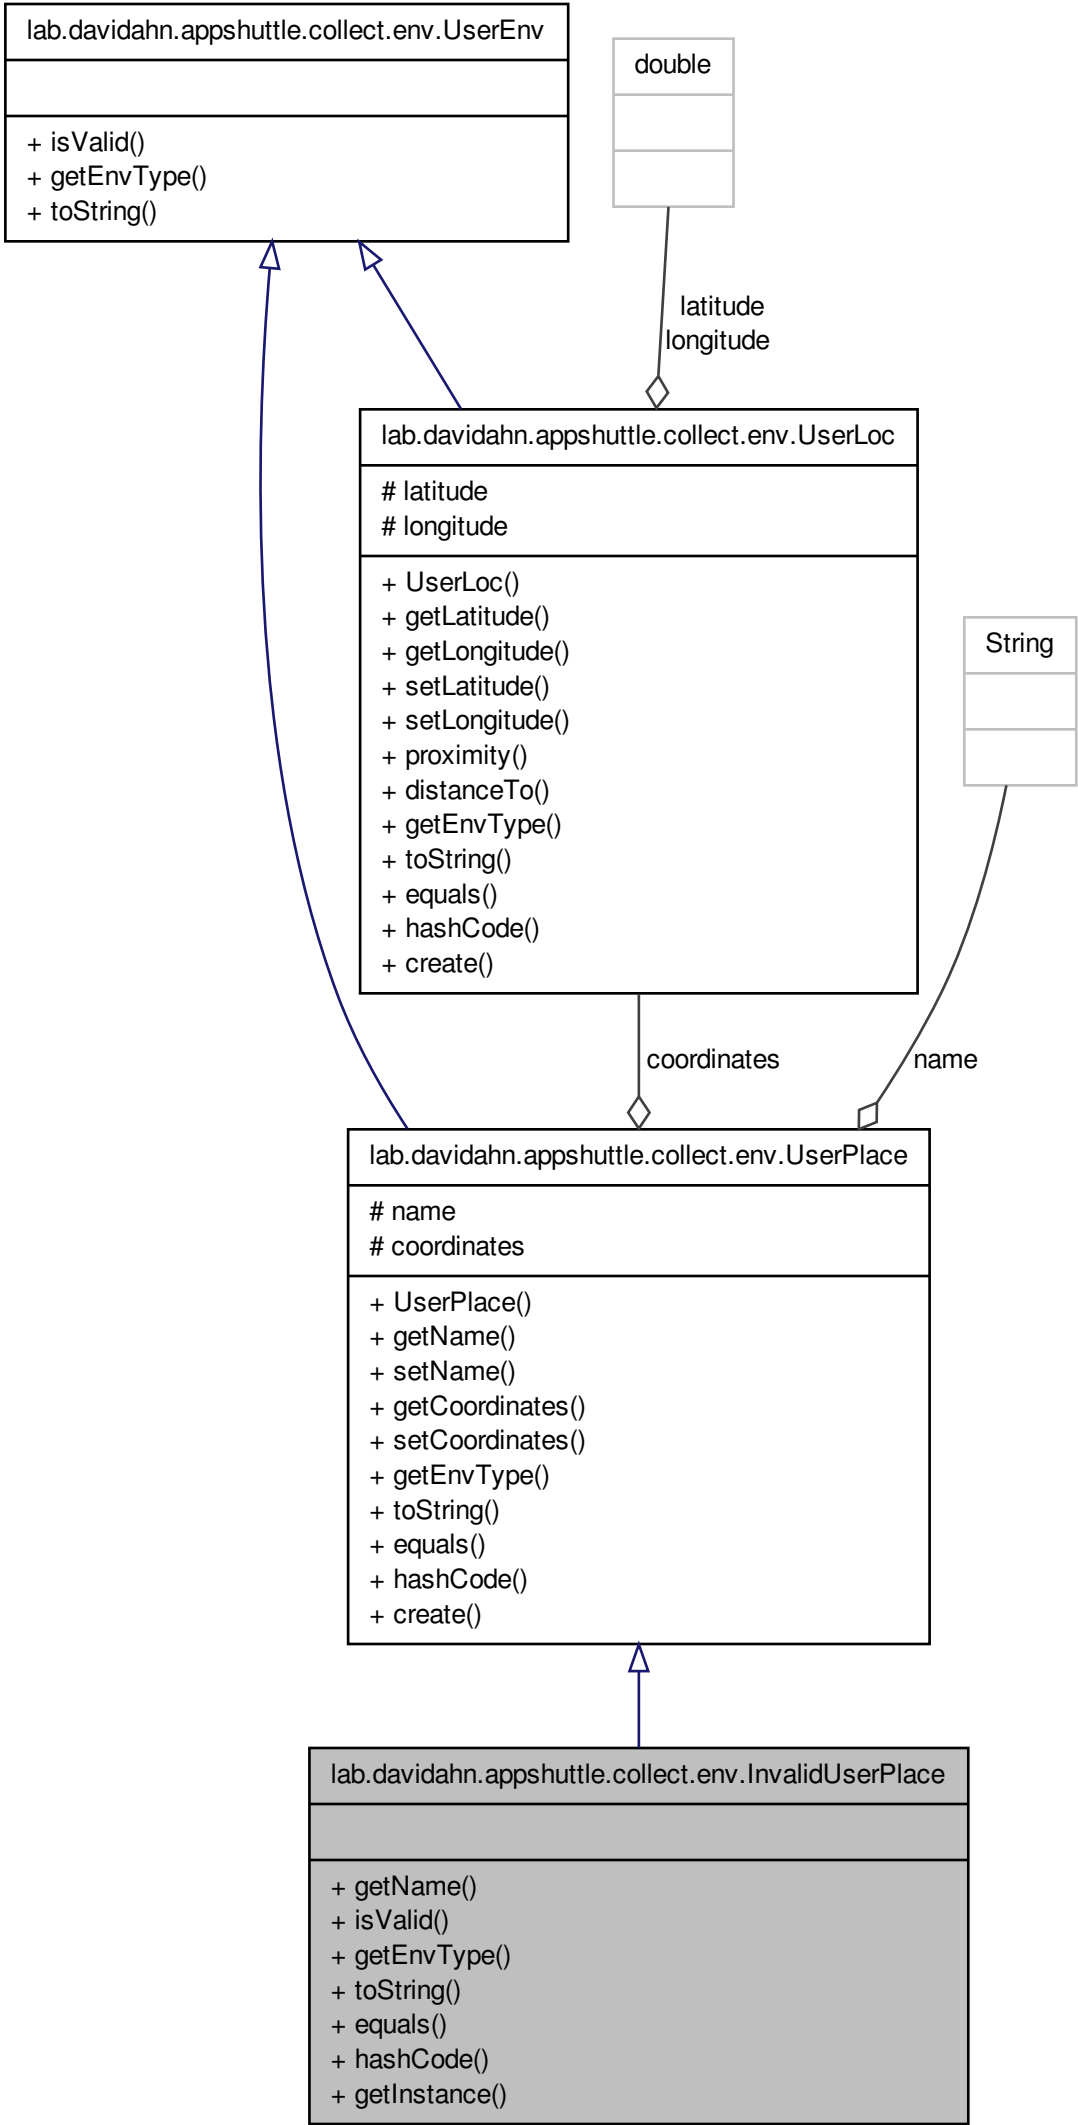 lab.davidahn.appshuttle.collect.env.UserEnv
+ isValid()
+ getEnvType()
+ toString()
double
latitude
longitude
lab.davidahn.appshuttle.collect.env.UserLoc
# latitude
# longitude
+ UserLoc()
+ getLatitude()
+ getLongitude()
+ setLatitude()
+ setLongitude()
+ proximity()
+ distanceTo()
+ getEnvType()
+ toString()
+ equals()
+ hashCode()
+ create()
String
coordinates
name
lab.davidahn.appshuttle.collect.env.UserPlace
# name
# coordinates
+ UserPlace()
+ getName()
+ setName()
+ getCoordinates()
+ setCoordinates()
+ getEnvType()
+ toString()
+ equals()
+ hashCode()
+ create()
lab.davidahn.appshuttle.collect.env.InvalidUserPlace
+ getName()
+ isValid()
+ getEnvType()
+ toString()
+ equals()
+ hashCode()
+ getInstance()